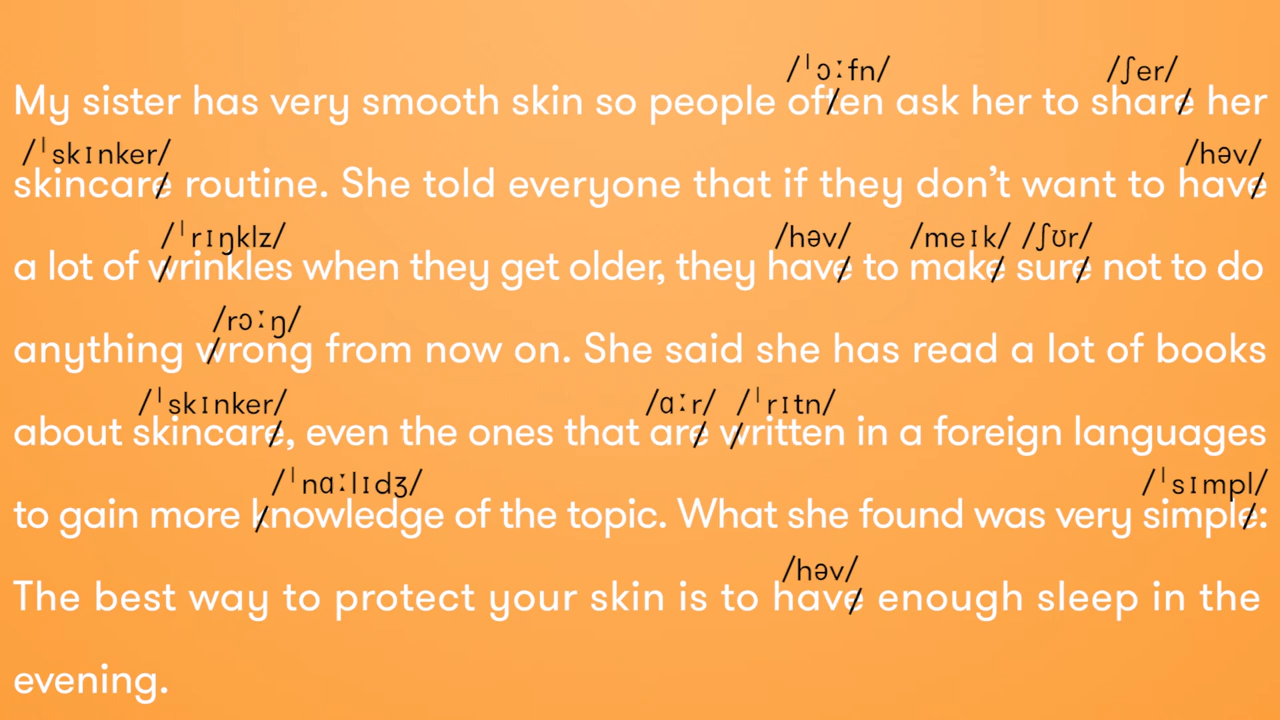 /ˈɔːfn/ /ʃer/
My sister has very smooth skin so people often ask her to share her
/ˈskɪnker/ /həv/
skincare routine. She told everyone that if they don't want to have
/ˈrɪŋklz/ /həv/ /meɪk/ /ʃʊr/
a lot of wrinkles when they get older, they have to make sure not to do
/rɔːŋ/
anything wrong from now on. She said she has read a lot of books
/ˈskɪnker/ /ɑːr/ /ˈrɪtn/
about skincare, even the ones that are written in a foreign languages
/ˈnɑːlɪdʒ/ /ˈsɪmpl/
to gain more knowledge of the topic. What she found was very simple:
/həv/
The best way to protect your skin is to have enough sleep in the
evening.